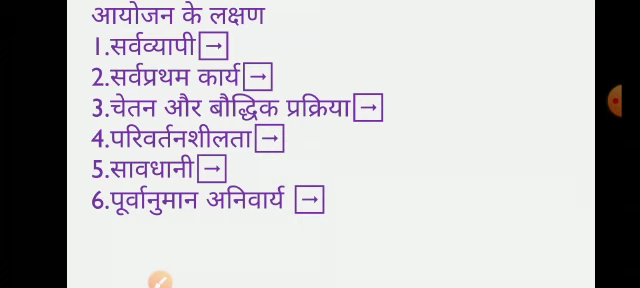 आयोजन के लक्षण
1.सर्वव्यापी→
2.सर्वप्रथम कार्य→
3.चेतन और बौद्धिक प्रक्रिया→
4.परिवर्तनशीलता→
5.सावधानी→
6.पूर्वानुमान अनिवार्य →